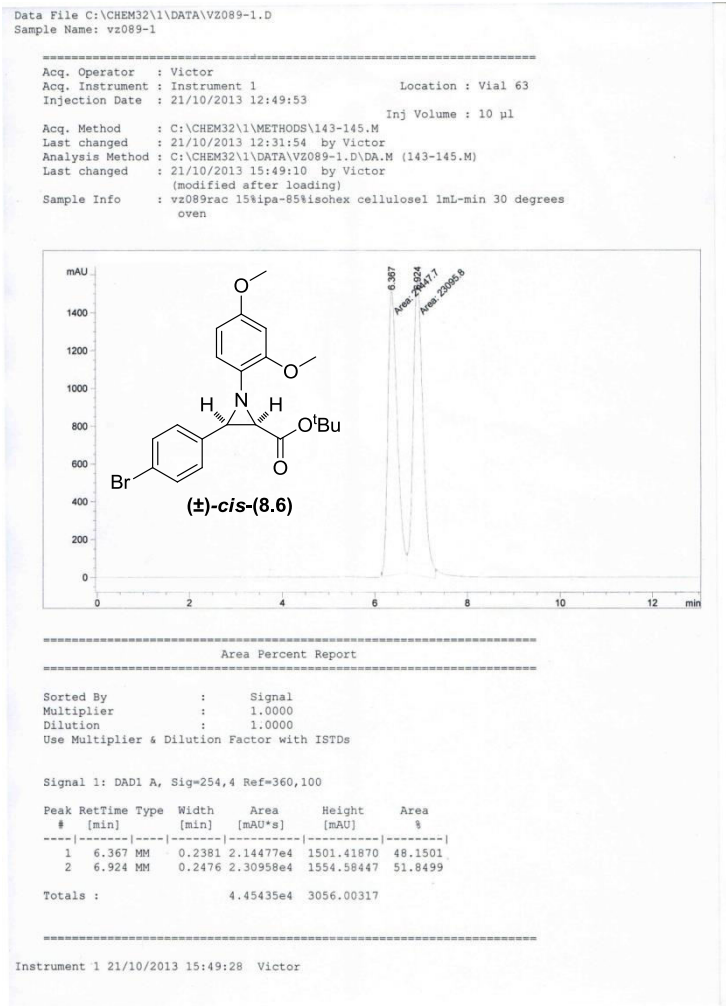 Data File C:\CHEM32\1\DATA\VZ089-1.D
Sample Name: vz089-1
=====================================================================
Acq. Operator   : Victor
Acq. Instrument : Instrument 1                    Location : Vial 63
Injection Date  : 21/10/2013 12:49:53
Inj Volume : 10 µl
Acq. Method     : C:\CHEM32\1\METHODS\143-145.M
Last changed    : 21/10/2013 12:31:54  by Victor
Analysis Method : C:\CHEM32\1\DATA\VZ089-1.D\DA.M (143-145.M)
Last changed    : 21/10/2013 15:49:10  by Victor
(modified after loading)
Sample Info     : vz089rac 15%ipa-85%isohex cellulose1 1mL-min 30 degrees
oven
mAU
1400
1200
1000
800
600
400
200
0
6.367
Area: 21447.7
6.924
Area: 23095.8
O
O
N
H H
OtBu
O
Br
(±)-cis-(8.6)
0 2 4 6 8 10 12 min
=====================================================================
Area Percent Report
=====================================================================
Sorted By             :      Signal
Multiplier            :      1.0000
Dilution              :      1.0000
Use Multiplier & Dilution Factor with ISTDs
Signal 1: DAD1 A, Sig=254,4 Ref=360,100
Peak RetTime Type  Width     Area      Height     Area
#   [min]        [min]   [mAU*s]     [mAU]        %
----|-------|----|-------|----------|----------|--------|
1   6.367 MM    0.2381 2.14477e4  1501.41870  48.1501
2   6.924 MM    0.2476 2.30958e4  1554.58447  51.8499
Totals :                  4.45435e4  3056.00317
=====================================================================
Instrument 1 21/10/2013 15:49:28  Victor